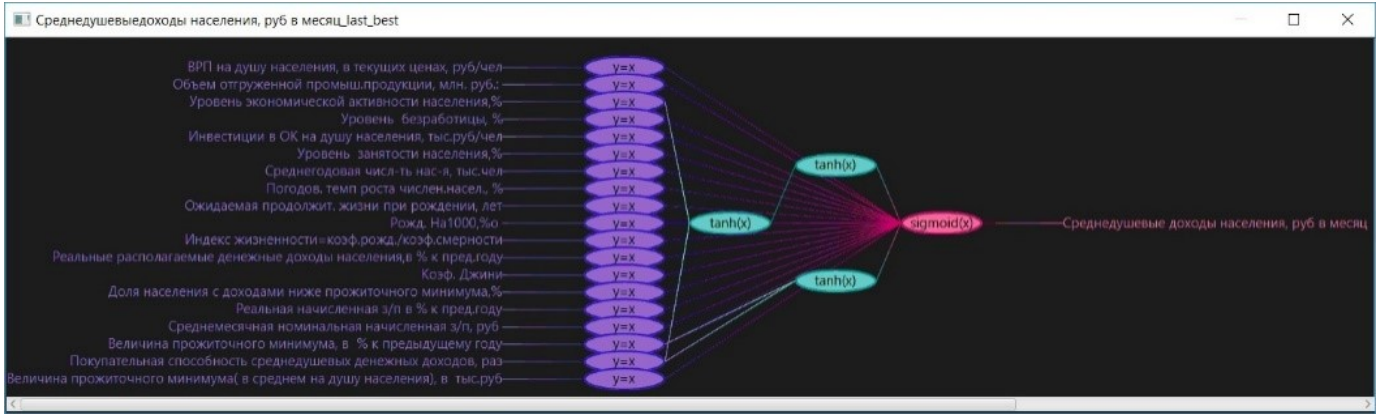 Среднедушевыедоходы населения, руб в месяц_last_best
ВРП на душу населения, в текущих ценах, руб/чел
y=x
Объем отгруженной промыш.продукции, млн. руб.:
y=x
Уровень экономической активности населения,%
y=x
Уровень безработицы, %
y=x
Инвестиции в ОК на душу населения, тыс.руб/чел
y=x
Уровень занятости населения,%
y=x
tanh(x)
Среднегодовая числ-ть нас-я, тыс.чел
y=x
Погодов. темп роста числен.насел., %
y=x
Ожидаемая продолжит. жизни при рождении, лет
y=x
Рожд. На1000,%о
y=x
tanh(x)
sigmoid(x)
Среднедушевые доходы населения, руб в месяц
Индекс жизненности=коэф.рожд./коэф.смерности
y=x
Реальные располагаемые денежные доходы населения,в % к пред.году
y=x
Коэф. Джини
y=x
tanh(x)
Доля населения с доходами ниже прожиточного минимума,%
y=x
Реальная начисленная з/п в % к пред.году
y=x
Среднемесячная номинальная начисленная з/п, руб
y=x
Величина прожиточного минимума, в % к предыдущему году
y=x
Покупательная способность среднедушевых денежных доходов, раз
y=x
Величина прожиточного минимума( в среднем на душу населения), в тыс.руб
y=x